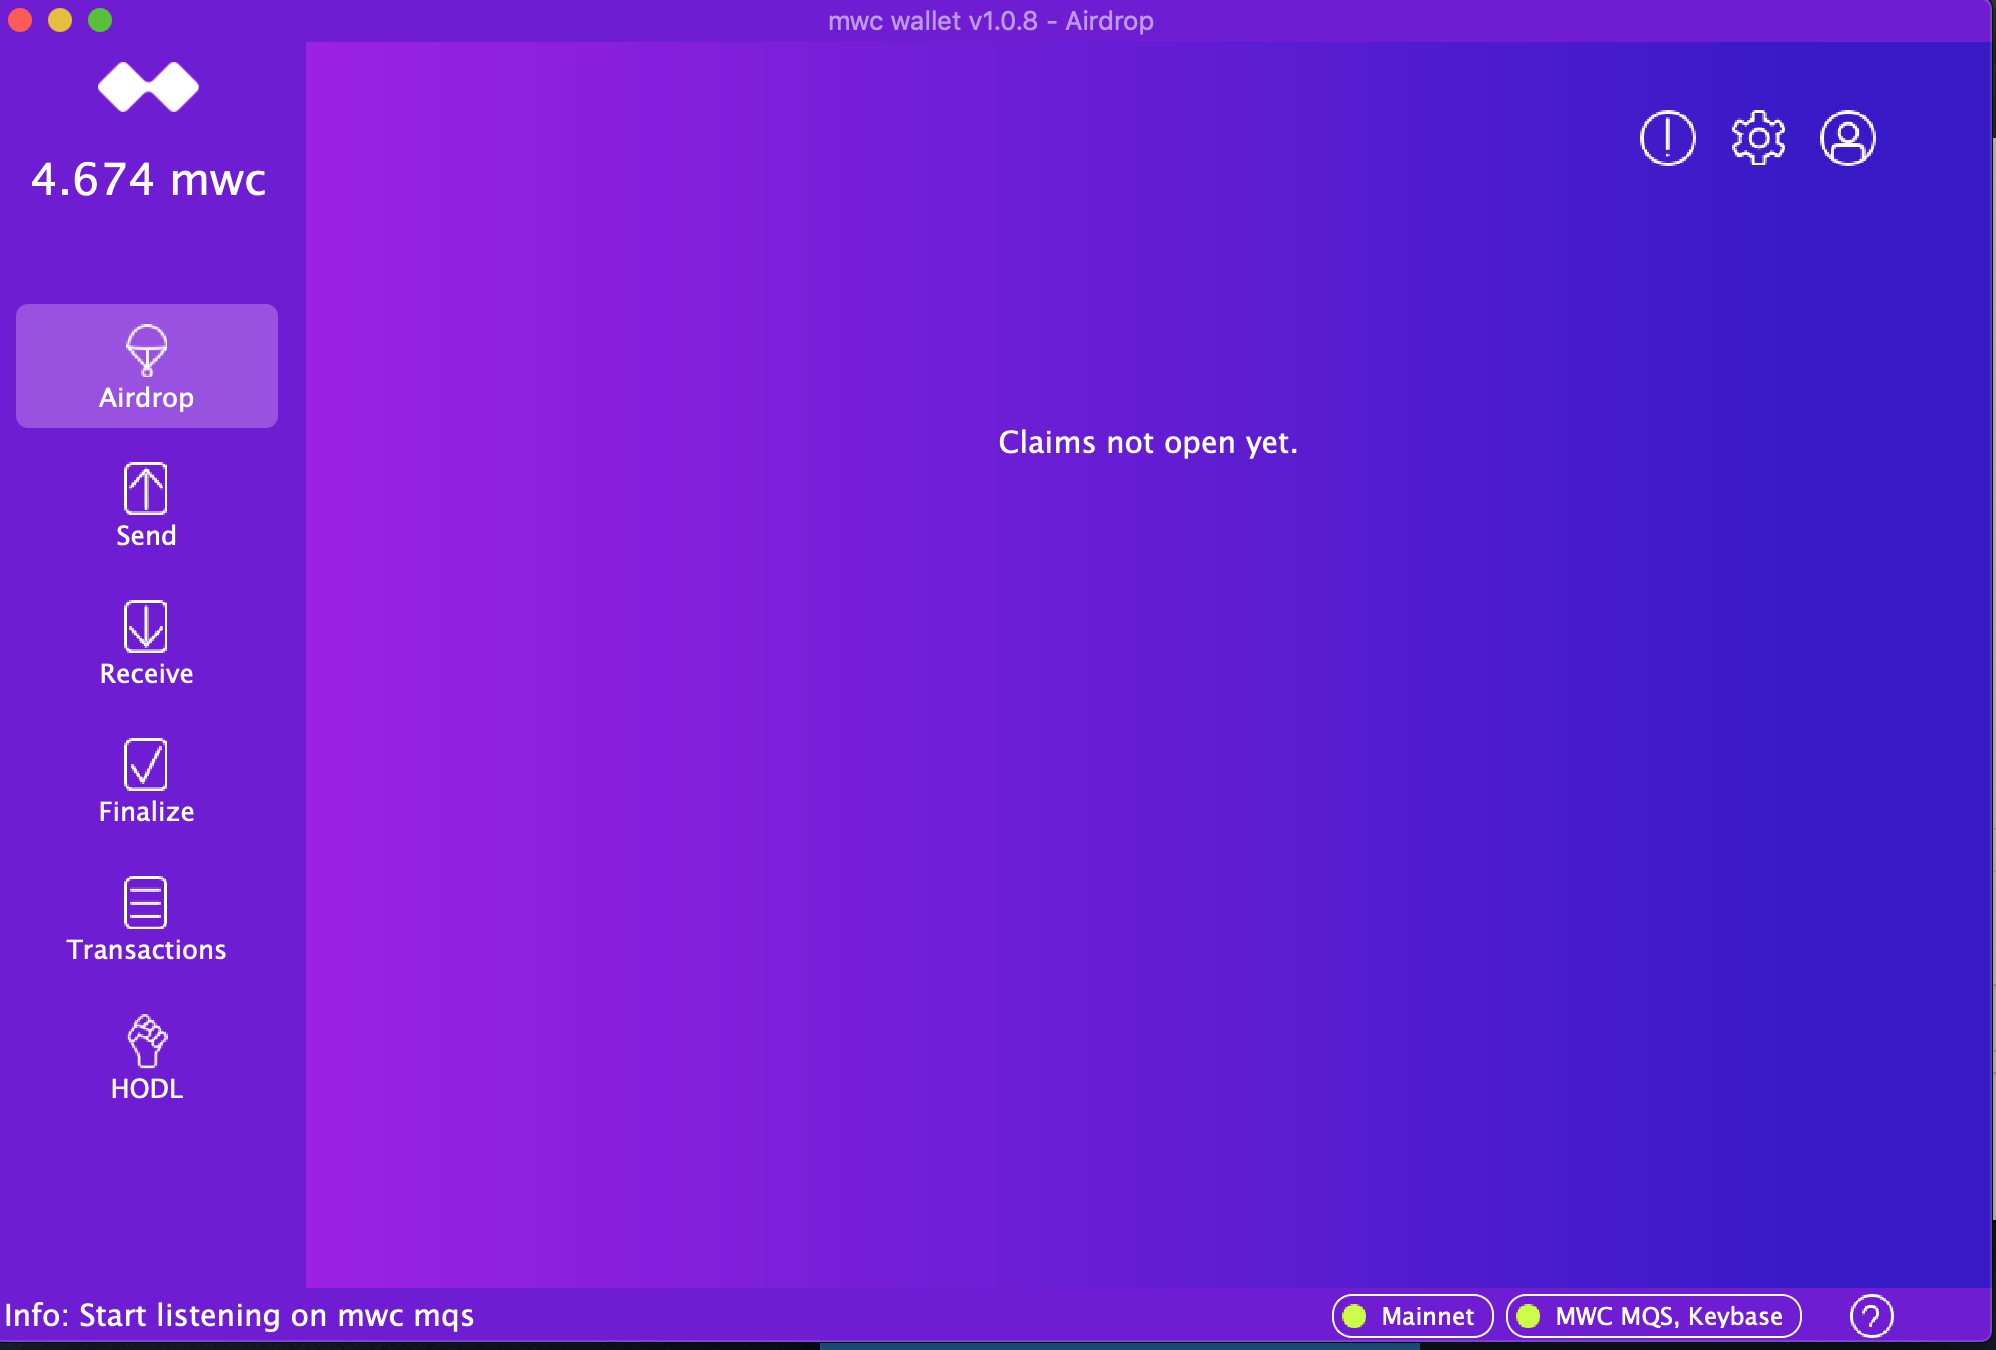 mwc wallet v1.0.8 - Airdrop
4.674 mwc
Airdrop
Send
Receive
Finalize
Transactions
HODL
Claims not open yet.
Info: Start listening on mwc mqs
Mainnet
MWC MQS, Keybase